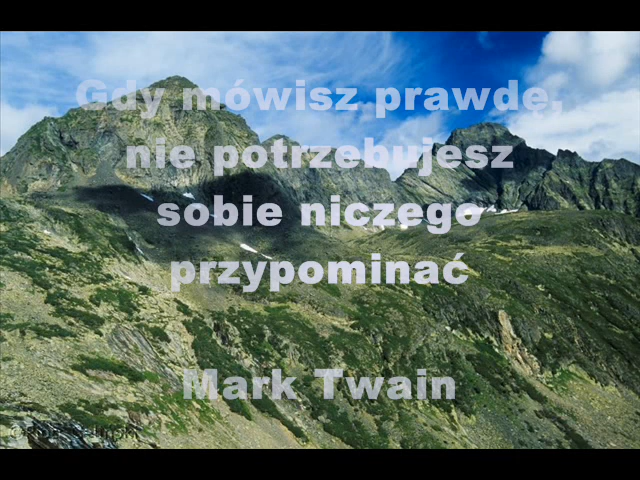 Gdy mówisz prawde,
nie potrzebujesz
sobie niczego
przypominać
Mark Twain